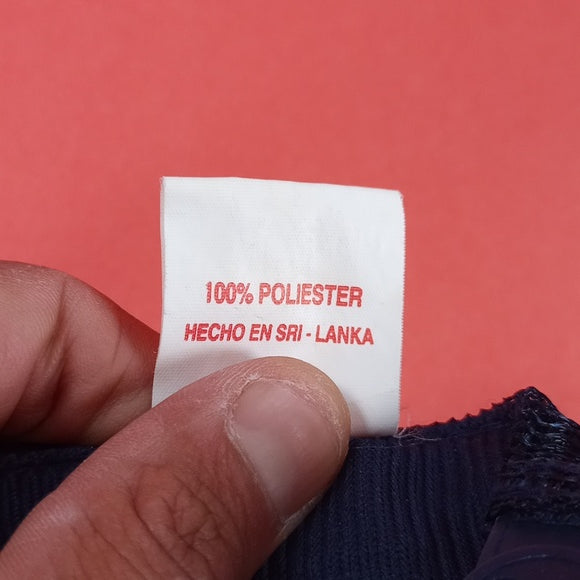 100% POLIESTER
HECHO EN SRI - LANKA